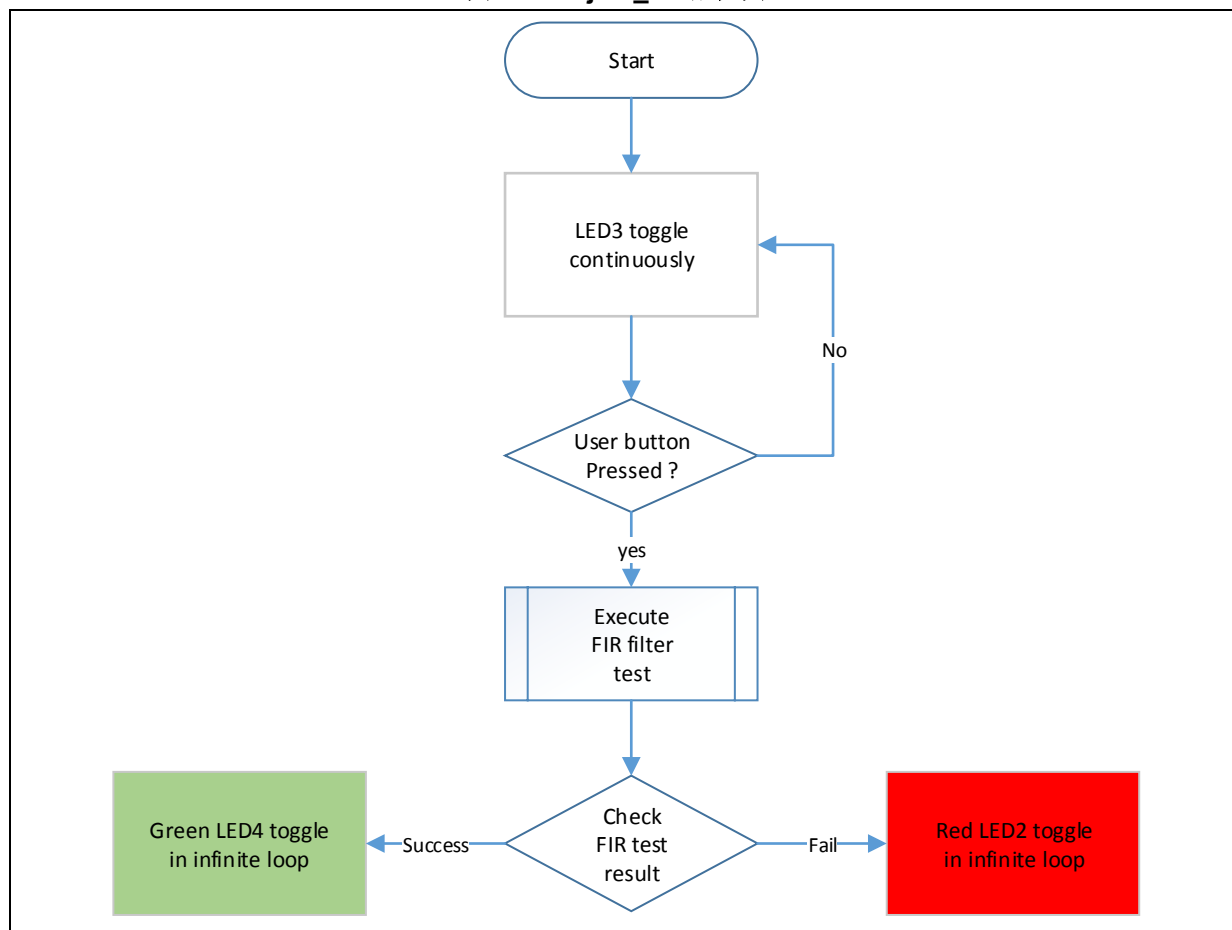 Start
LED3 toggle
continuously
No
User button
Pressed ?
yes
Execute
FIR filter
test
Check
FIR test
result
Success
Fail
Green LED4 toggle
in infinite loop
Red LED2 toggle
in infinite loop